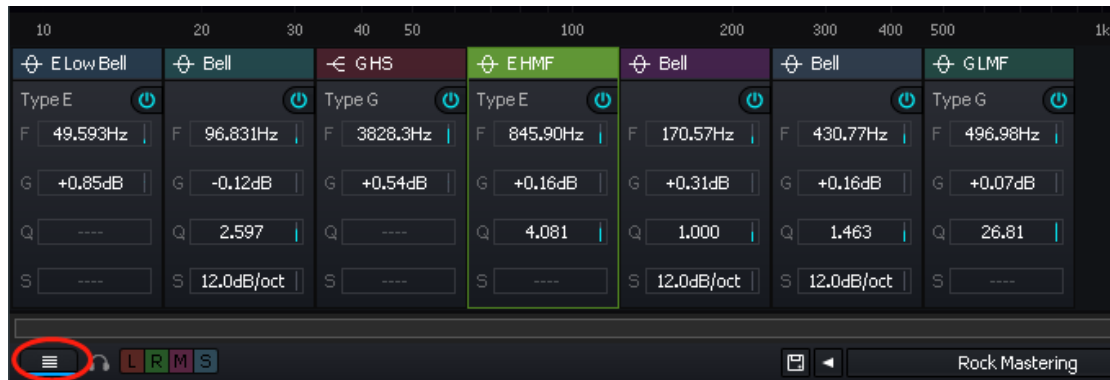 10 20 30 40 50 100 200 300 400 500 1k
E Low Bell Bell G HS E HMF Bell Bell G LMF
Type E Type G Type E Type G
F 49.593Hz F 96.831Hz F 3828.3Hz F 845.90Hz F 170.57Hz F 430.77Hz F 496.98Hz
G +0.85dB G -0.12dB G +0.54dB G +0.16dB G +0.31dB G +0.16dB G +0.07dB
Q ---- Q 2.597 Q ---- Q 4.081 Q 1.000 Q 1.463 Q 26.81
S ---- S 12.0dB/oct S ---- S ---- S 12.0dB/oct S 12.0dB/oct S ----
L R M S Rock Mastering